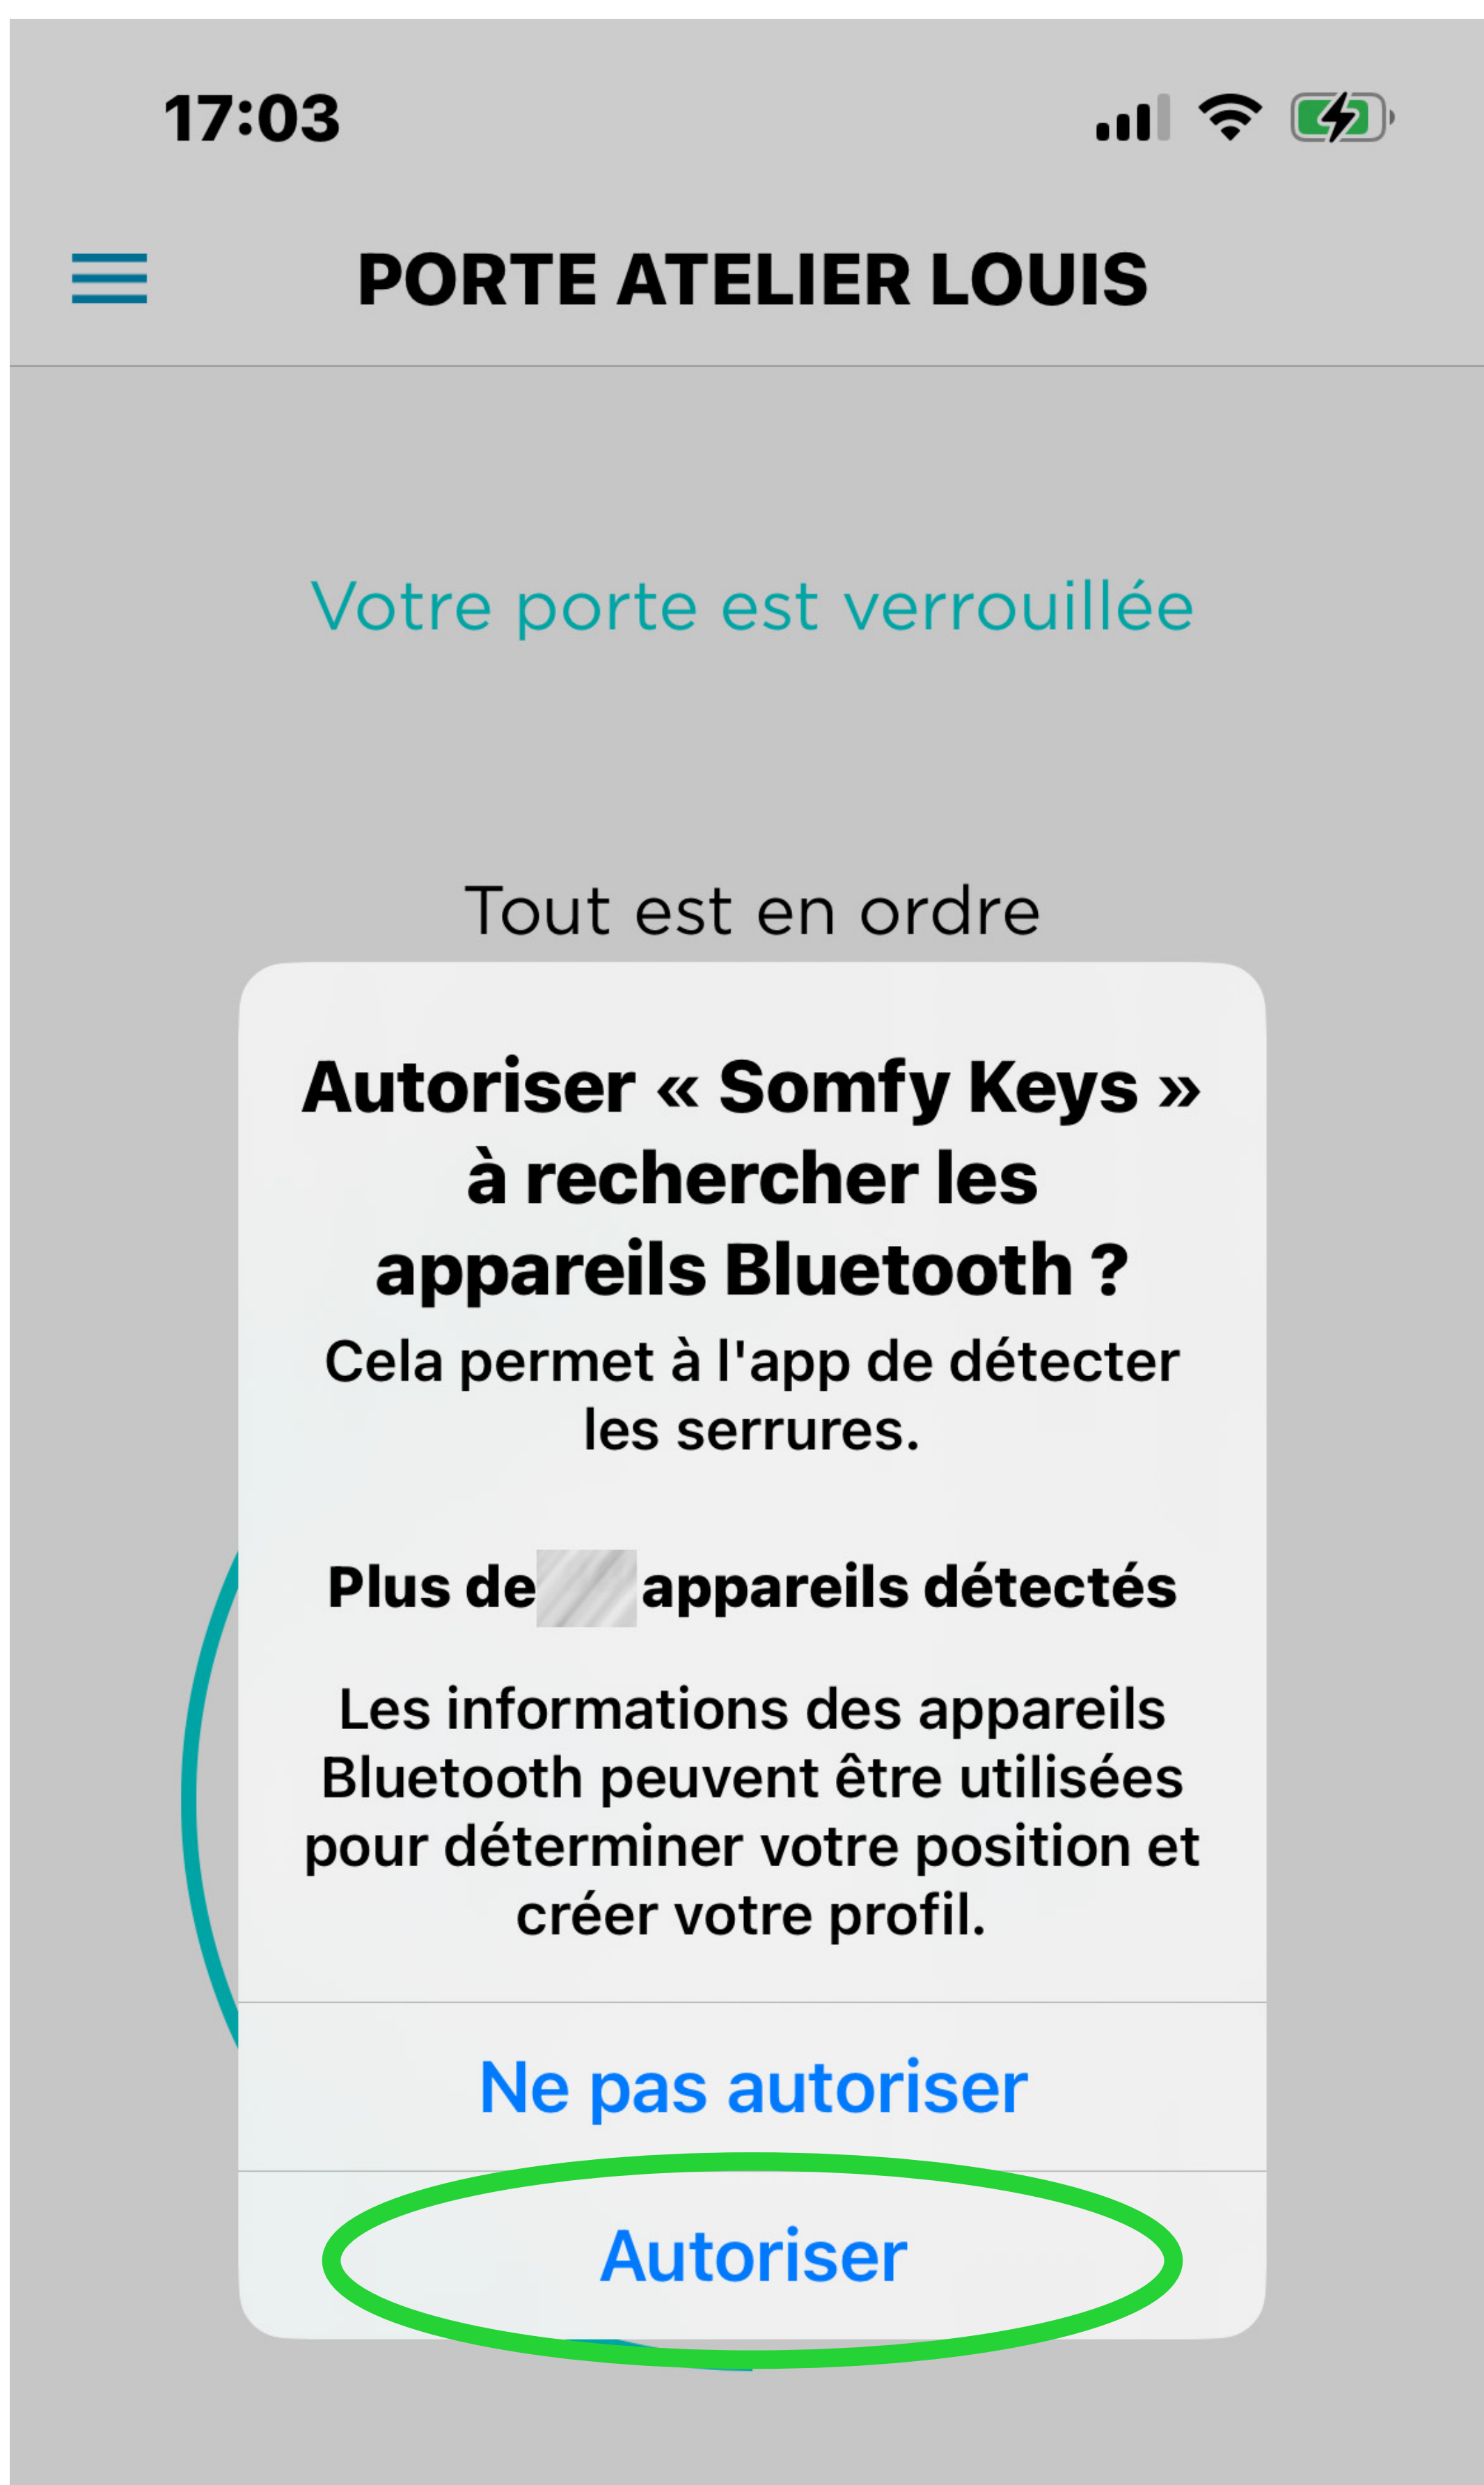 17:03
PORTE ATELIER LOUIS
Votre porte est verrouillée
Tout est en ordre
Autoriser « Somfy Keys »
à rechercher les
appareils Bluetooth ?
Cela permet à l'app de détecter
les serrures.
Plus de appareils détectés
Les informations des appareils
Bluetooth peuvent être utilisées
pour déterminer votre position et
créer votre profil.
Ne pas autoriser
Autoriser